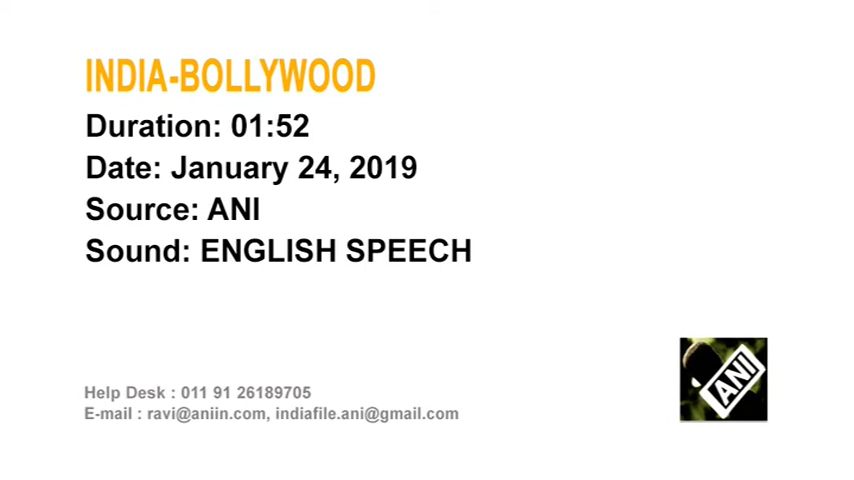 INDIA-BOLLYWOOD
Duration: 01:52
Date: January 24, 2019
Source: ANI
Sound: ENGLISH SPEECH
Help Desk : 011 91 26189705
E-mail : ravi@aniin.com, indiafile.ani@gmail.com
ANI